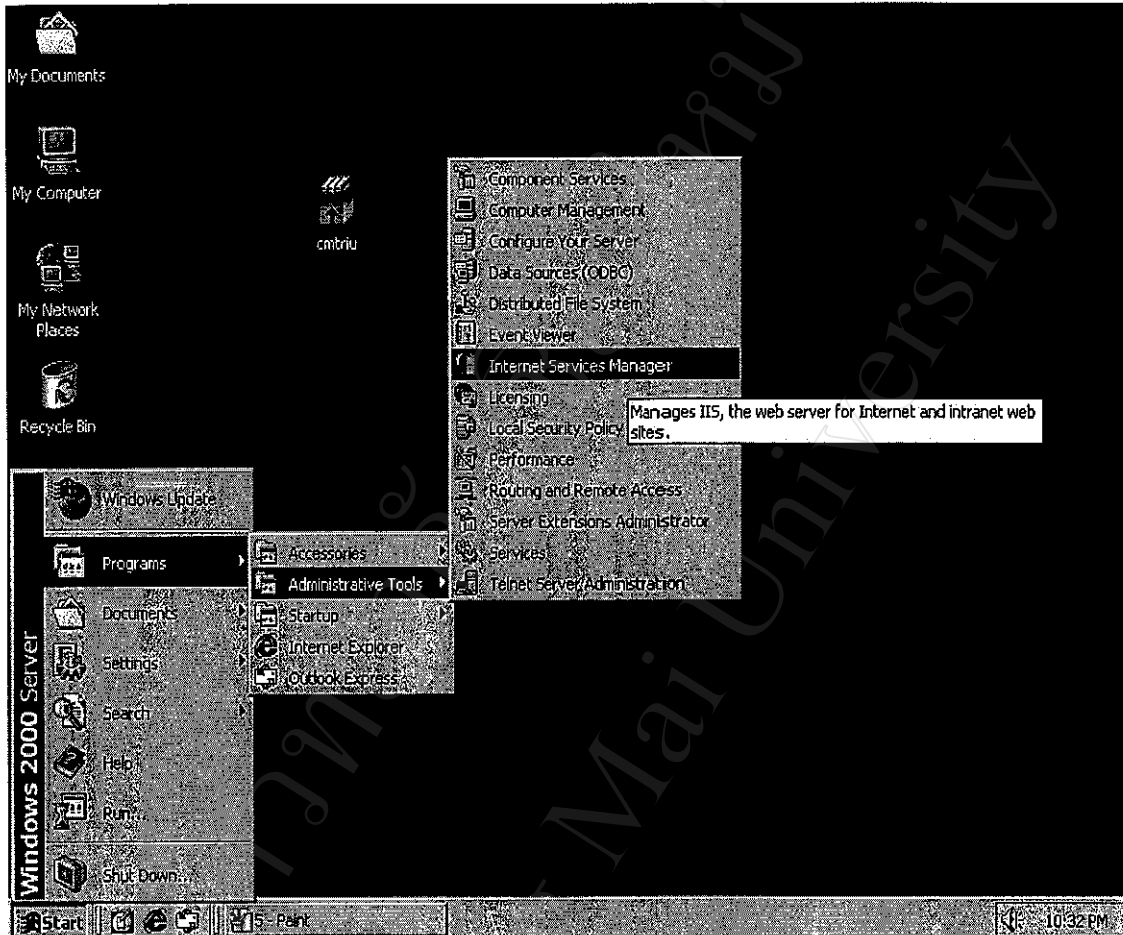 My Documents
My Computer
My Network
Places
Recycle Bin
cmtriu
Component Services
Computer Management
Configure Your Server
Data Sources (ODBC)
Distributed File System
Event Viewer
Internet Services Manager
Licensing
Local Security Policy
Performance
Routing and Remote Access
Server Extensions Administrator
Services
Telnet Server Administration
Manages IIS, the web server for Internet and intranet web
sites.
Windows Update
Programs
Documents
Settings
Search
Help
Run...
Shut Down...
Windows 2000 Server
Accessories
Administrative Tools
Startup
Internet Explorer
Outlook Express
Start
5 - Paint
10:32 PM
Mai University